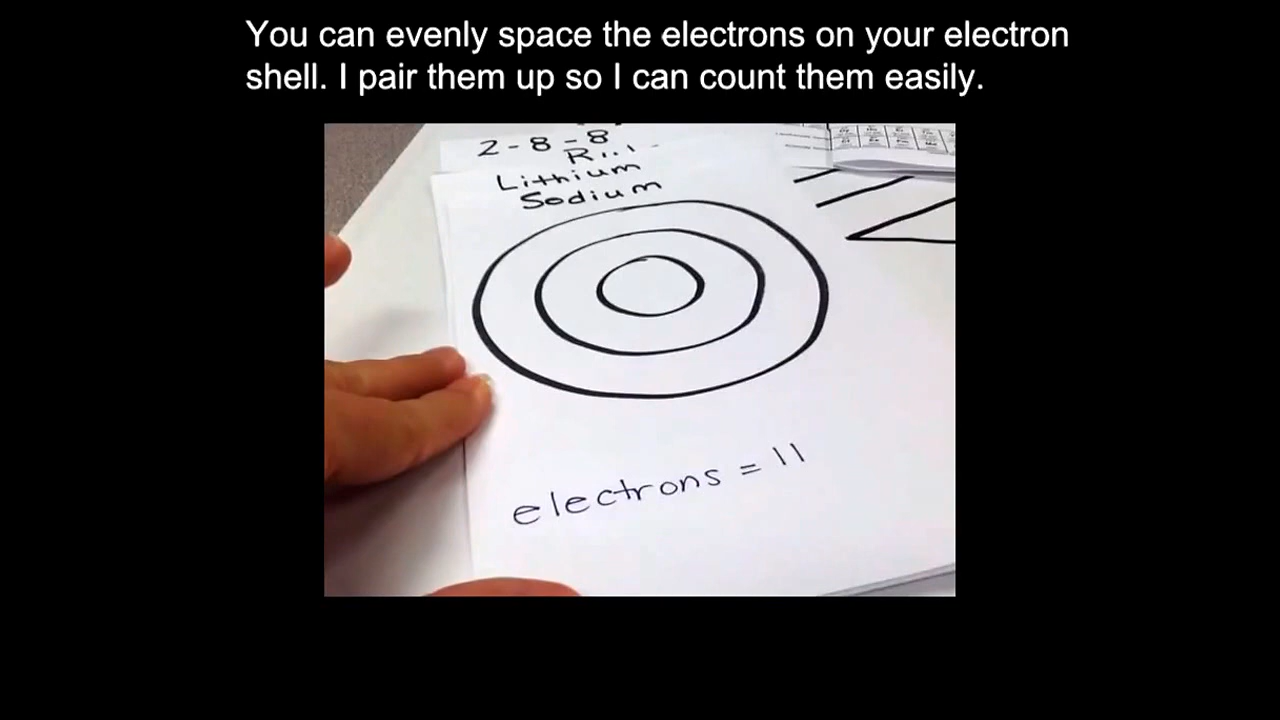 You can evenly space the electrons on your electron
shell. I pair them up so I can count them easily.
2-8-8
Lithium
Sodium
electrons = 11